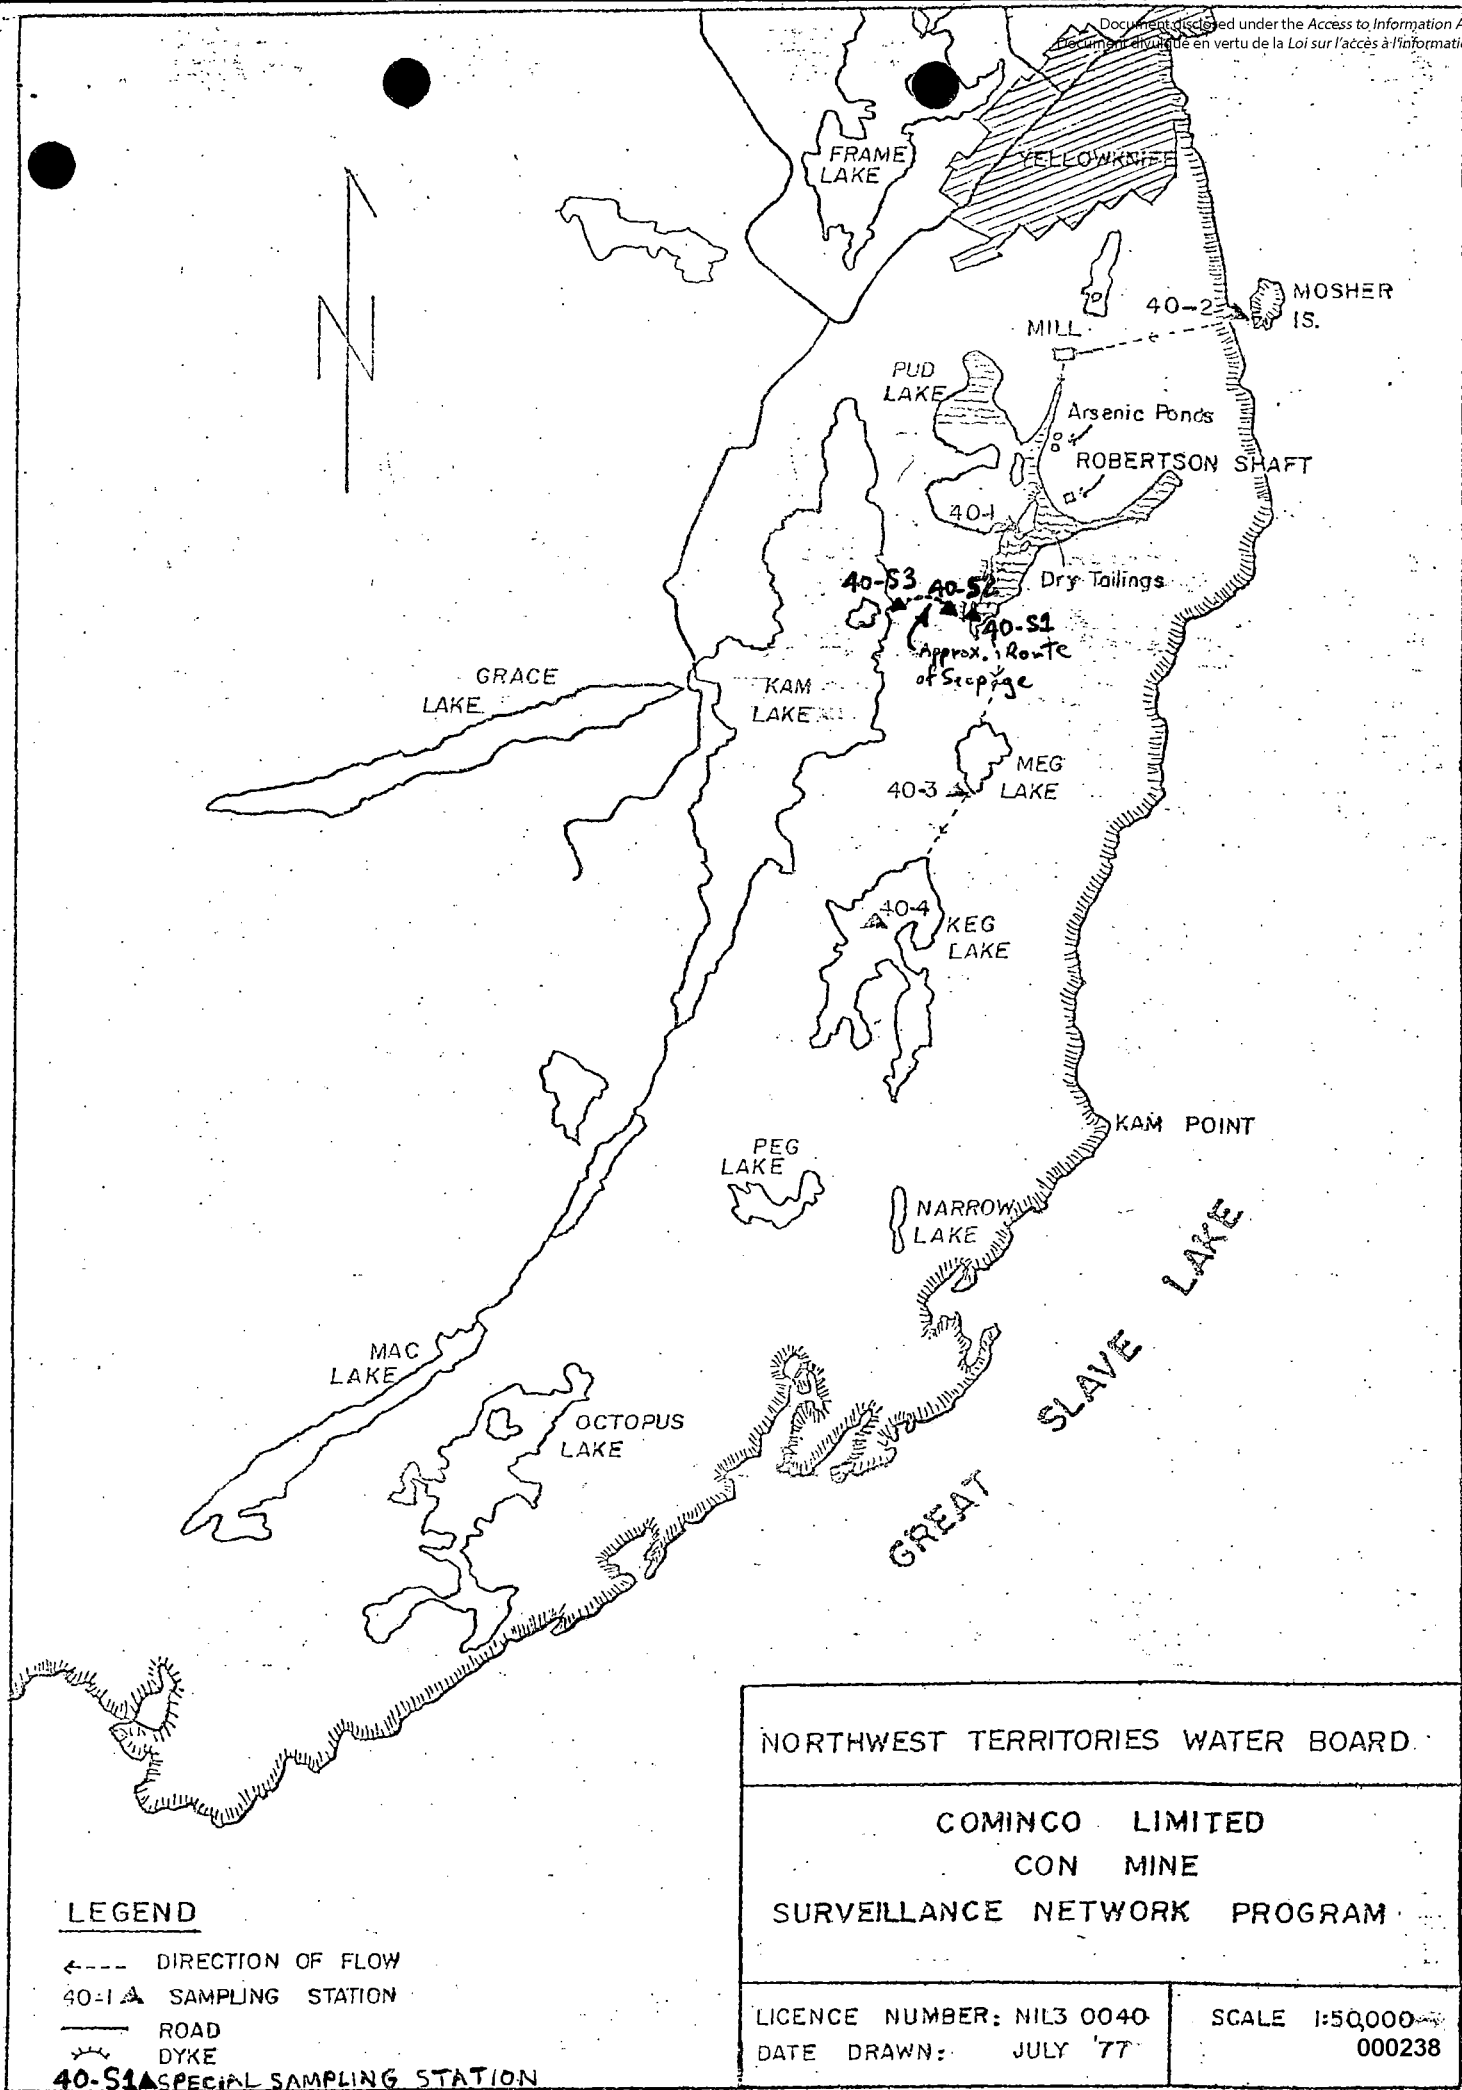 Document disclosed under the Access to Information A
Document divulgué en vertu de la Loi sur l'accès à l'informati
FRAME
LAKE
YELLOWKNIFE
N
MOSHER
IS.
40-2
MILL
PUD
LAKE
Arsenic Ponds
ROBERTSON SHAFT
40-1
Dry Tailings
40-S3
40-S2
40-S1
Approx. Route
of Seepage
GRACE
LAKE
KAM
LAKE
MEG
LAKE
40-3
40-4
KEG
LAKE
KAM POINT
PEG
LAKE
NARROW
LAKE
GREAT SLAVE LAKE
MAC
LAKE
OCTOPUS
LAKE
NORTHWEST TERRITORIES WATER BOARD
COMINCO LIMITED
CON MINE
SURVEILLANCE NETWORK PROGRAM
LICENCE NUMBER: N1L3 0040
DATE DRAWN: JULY '77
SCALE 1:50,000
000238
LEGEND
DIRECTION OF FLOW
40-1 SAMPLING STATION
ROAD
DYKE
40-S1 SPECIAL SAMPLING STATION